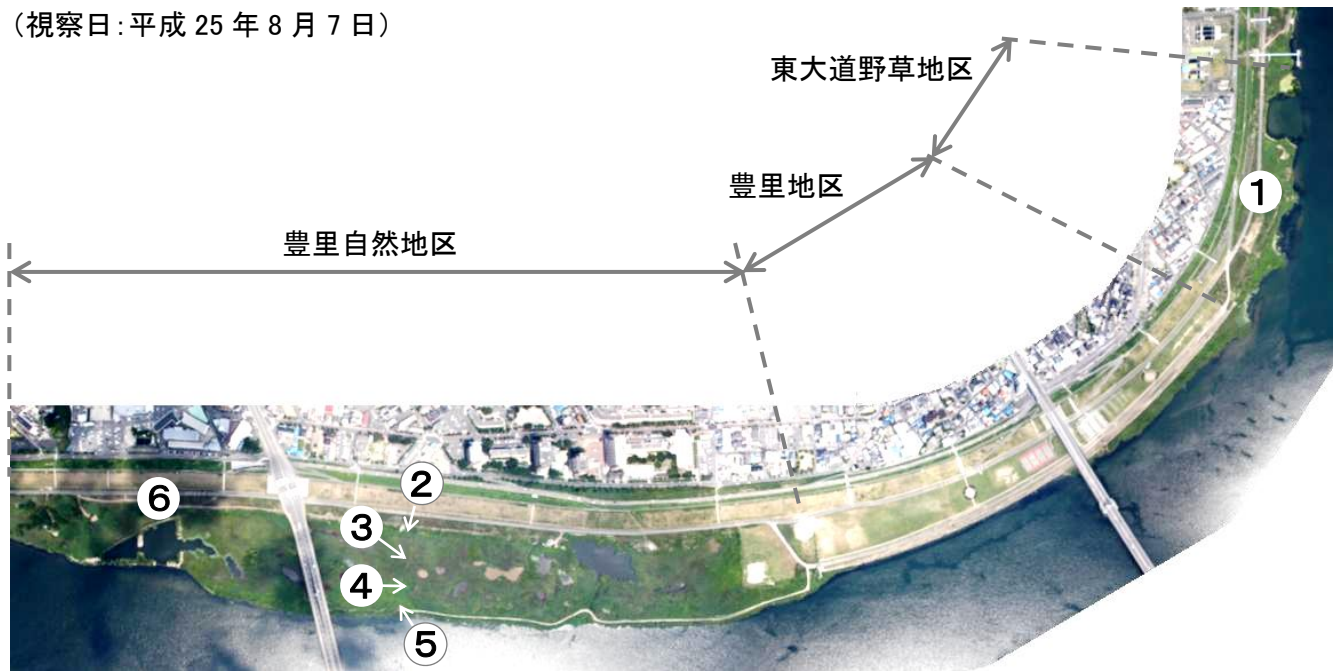 （視察日：平成 25 年 8 月 7 日）
東大道野草地区
豊里地区
豊里自然地区
①
②
③
④
⑤
⑥